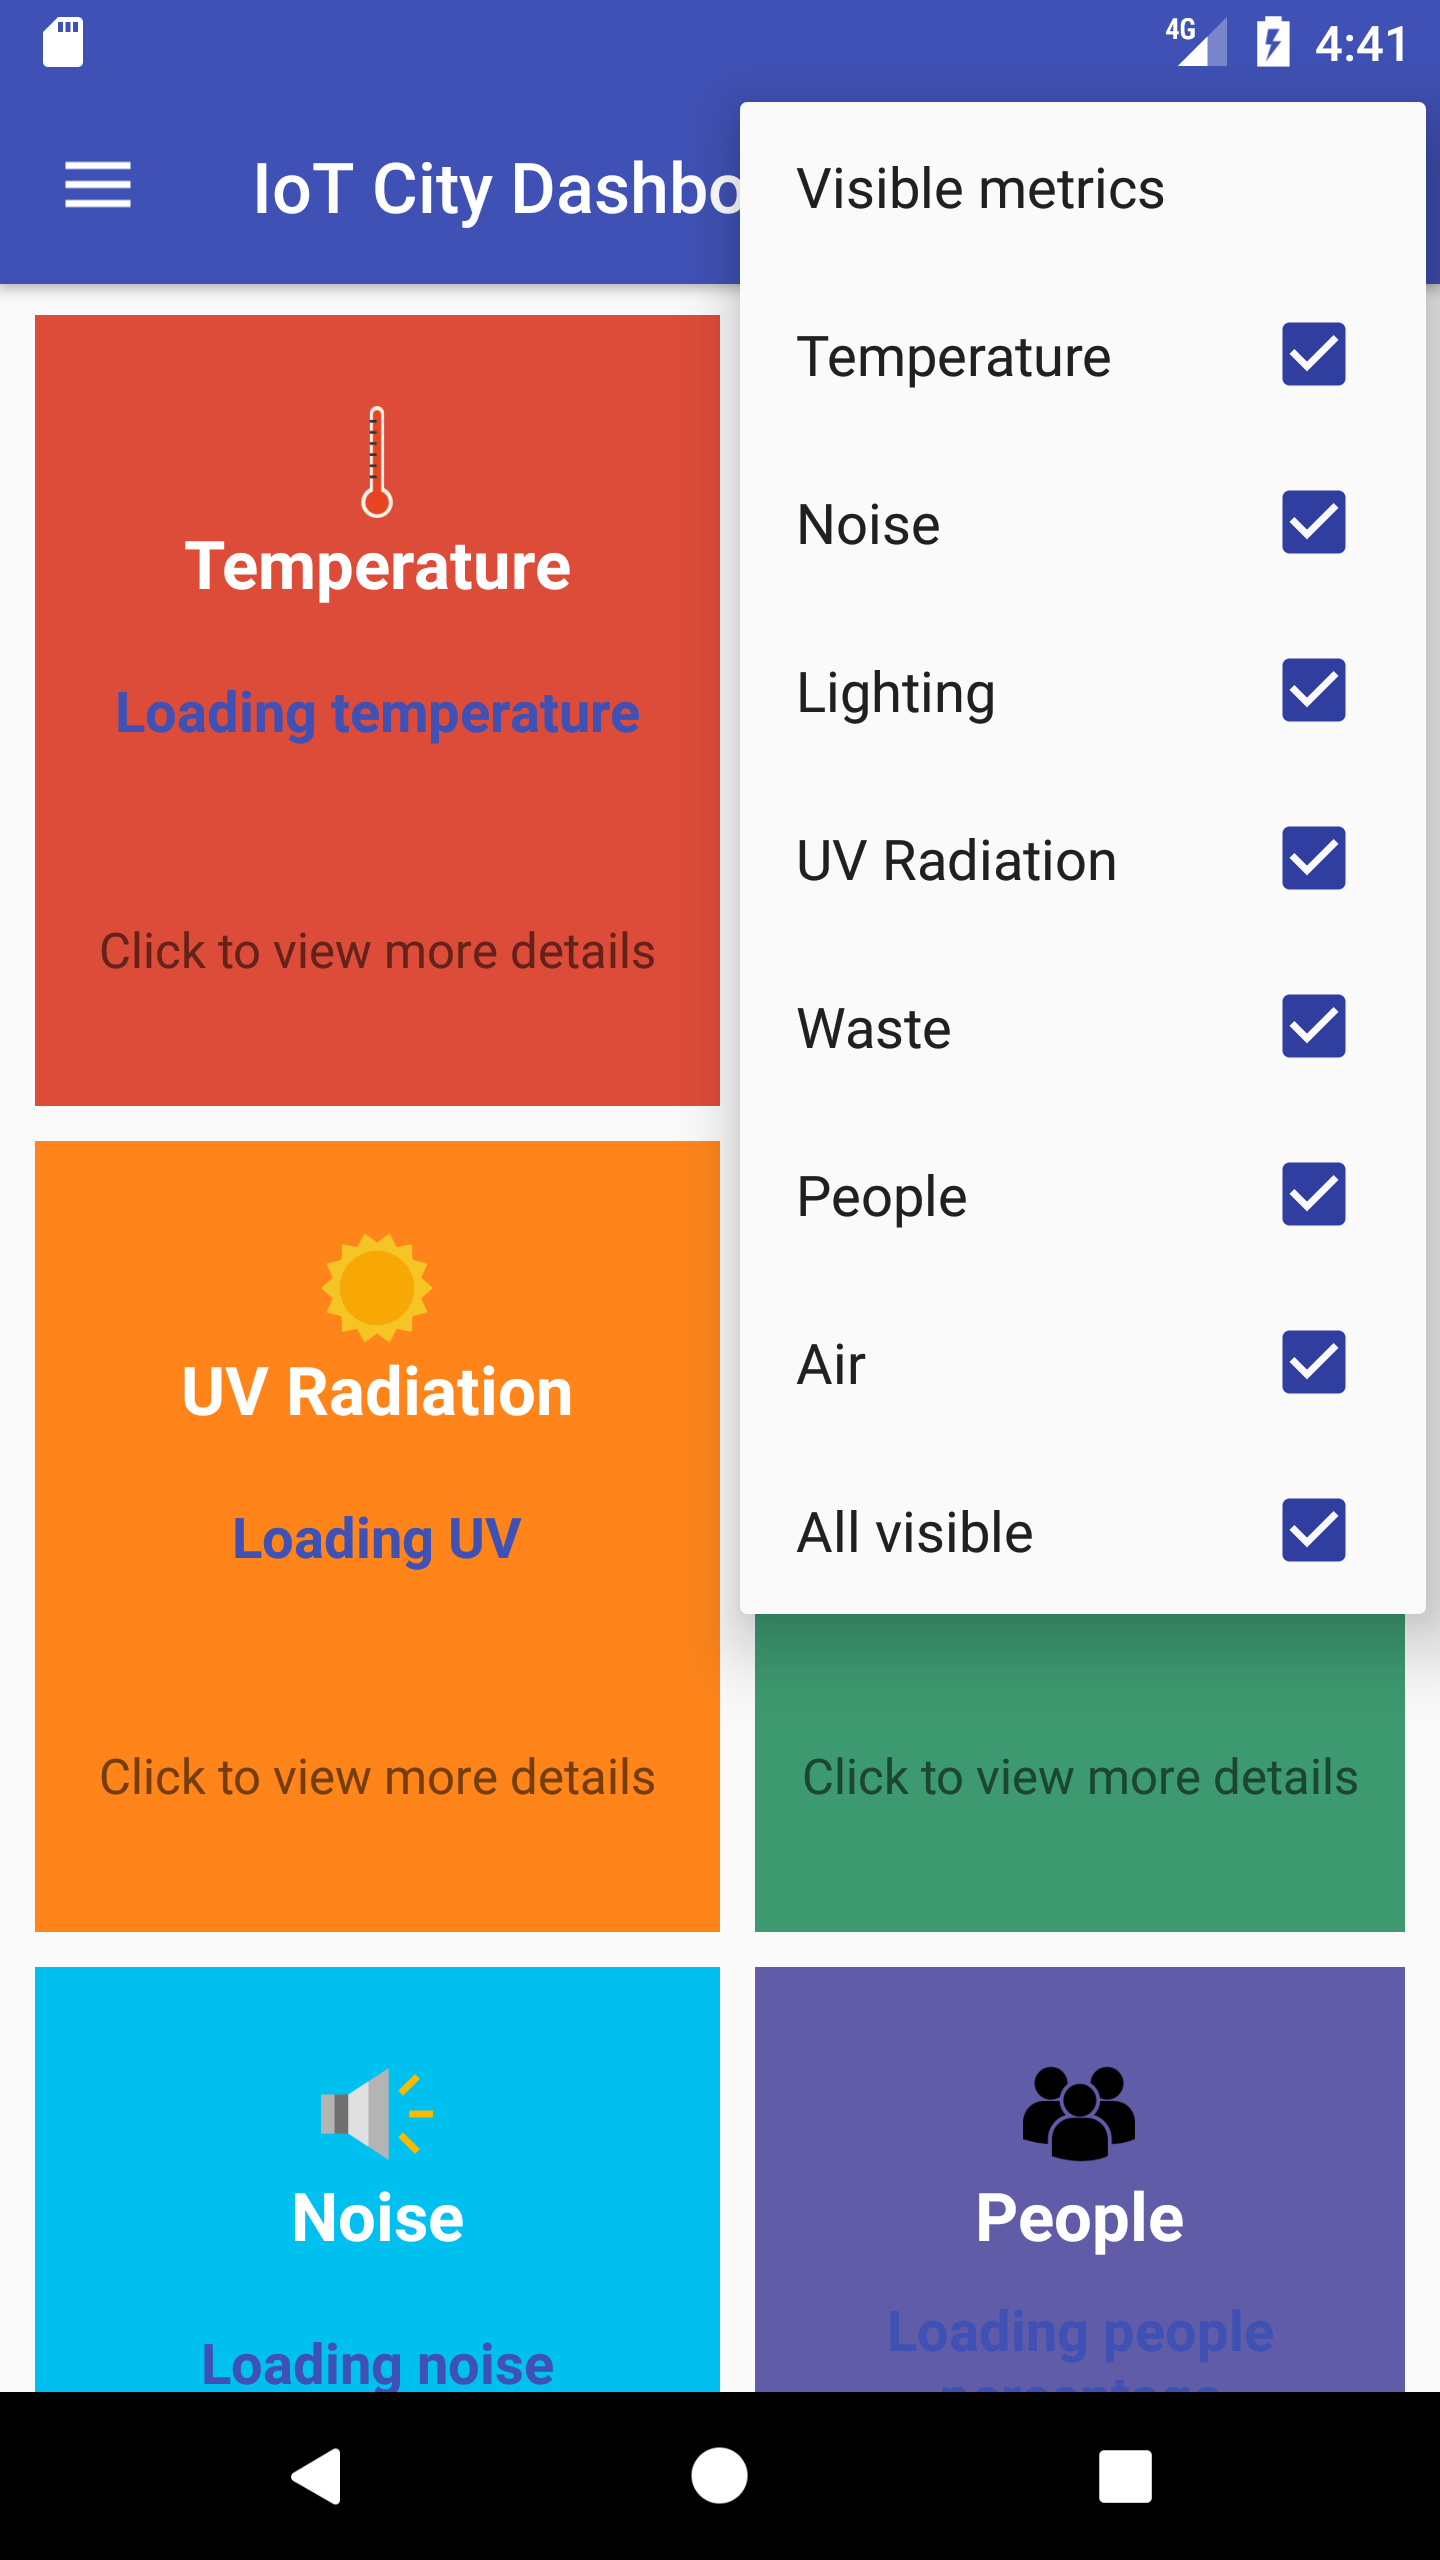 4G
4:41
IoT City Dashbo
Visible metrics
Temperature
Noise
Lighting
UV Radiation
Waste
People
Air
All visible
Temperature
Loading temperature
Click to view more details
UV Radiation
Loading UV
Click to view more details
Click to view more details
Noise
Loading noise
People
Loading people
percentage